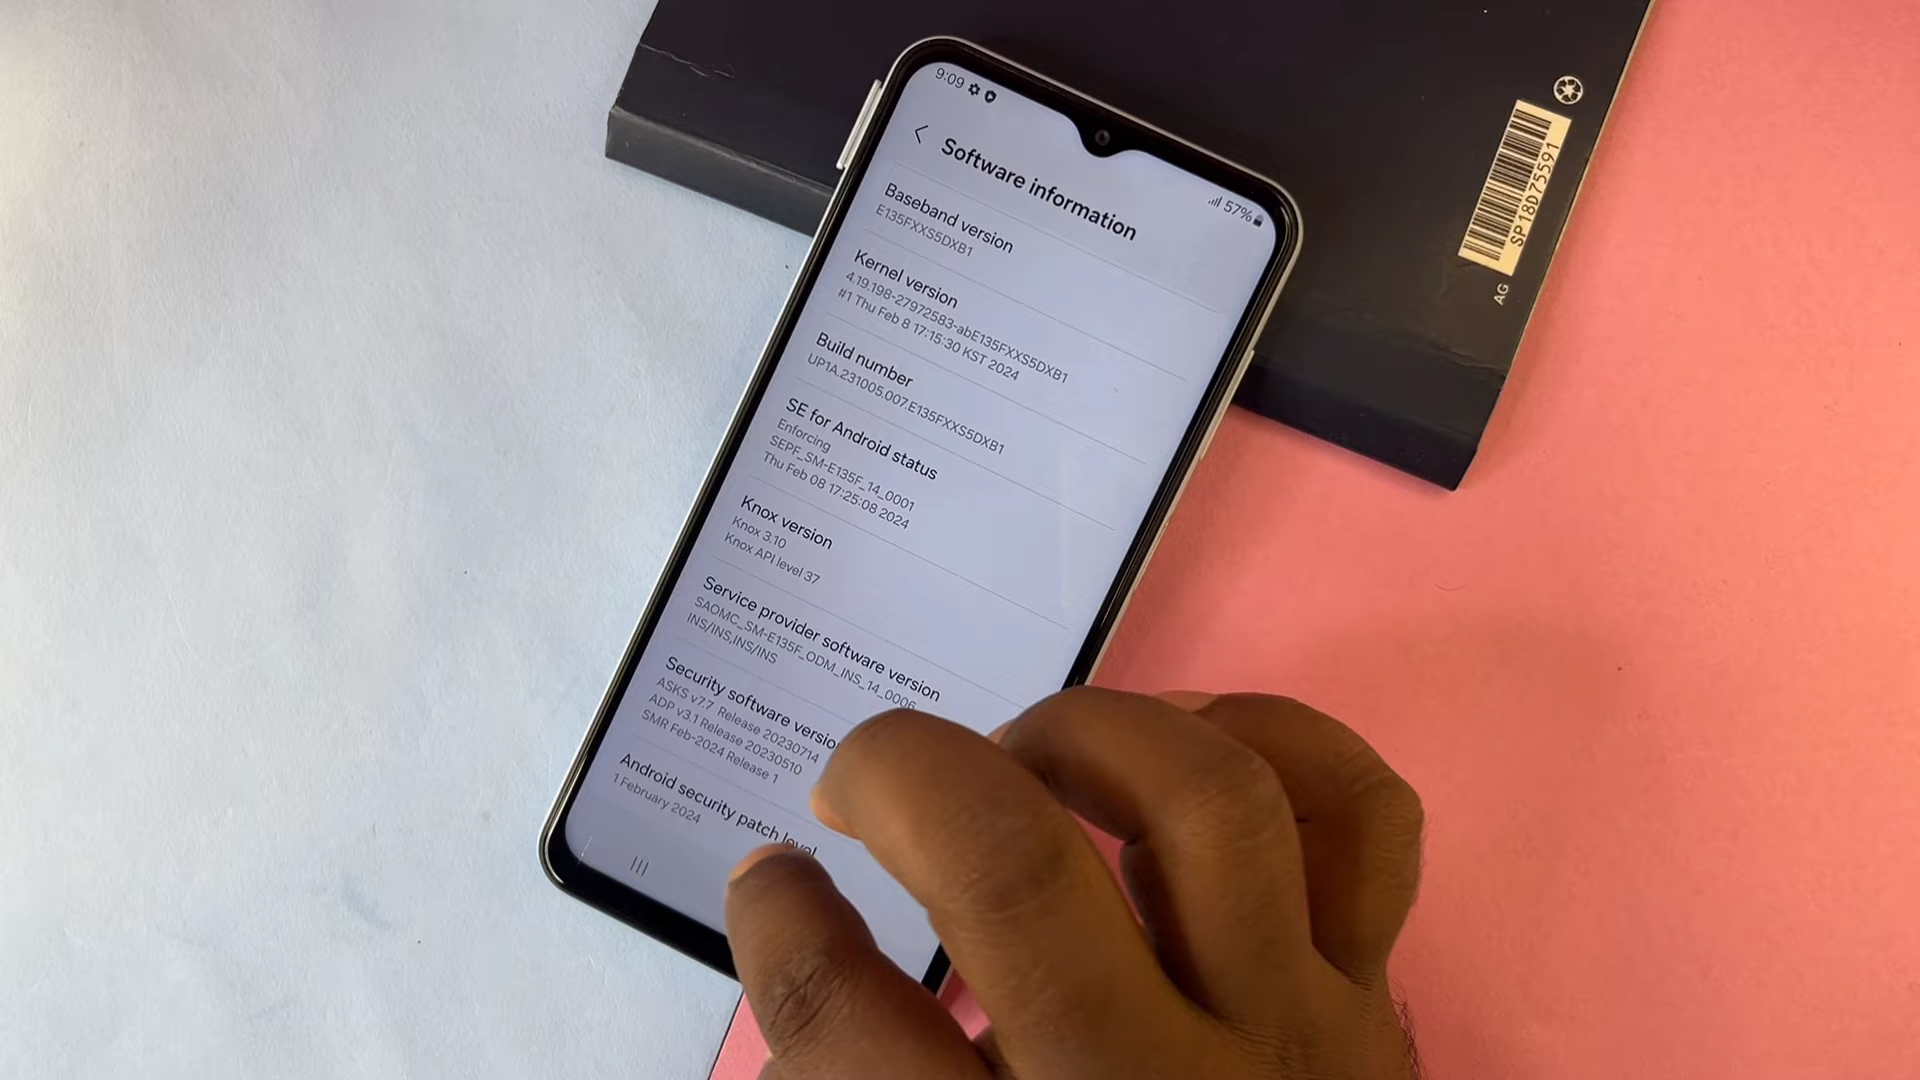 9:09
57%
Software information
Baseband version
E135FXXS5DXB1
Kernel version
4.19.198-27972583-abE135FXXS5DXB1
#1 Thu Feb 8 17:15:30 KST 2024
Build number
UP1A.231005.007.E135FXXS5DXB1
SE for Android status
Enforcing
SEPF_SM-E135F_14_0001
Thu Feb 08 17:25:08 2024
Knox version
Knox 3.10
Knox API level 37
Service provider software version
SAOMC_SM-E135F_ODM_INS_14_0006
INS/INS,INS/INS
Security software versio
ASKS v7.7 Release 20230714
ADP v3.1 Release 20230510
SMR Feb-2024 Release 1
Android security patch level
1 February 2024
SP18D75591
AG